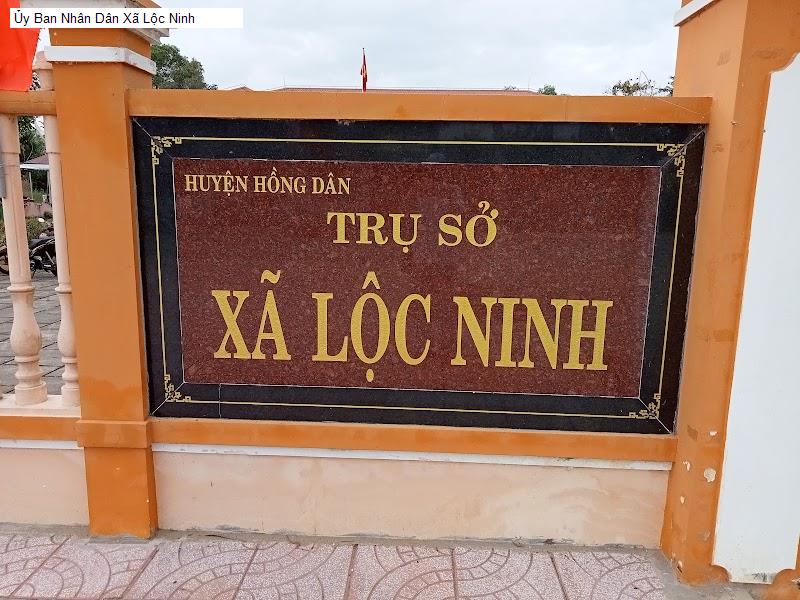 Ủy Ban Nhân Dân Xã Lộc Ninh
HUYỆN HỒNG DÂN
TRỤ SỞ
XÃ LỘC NINH